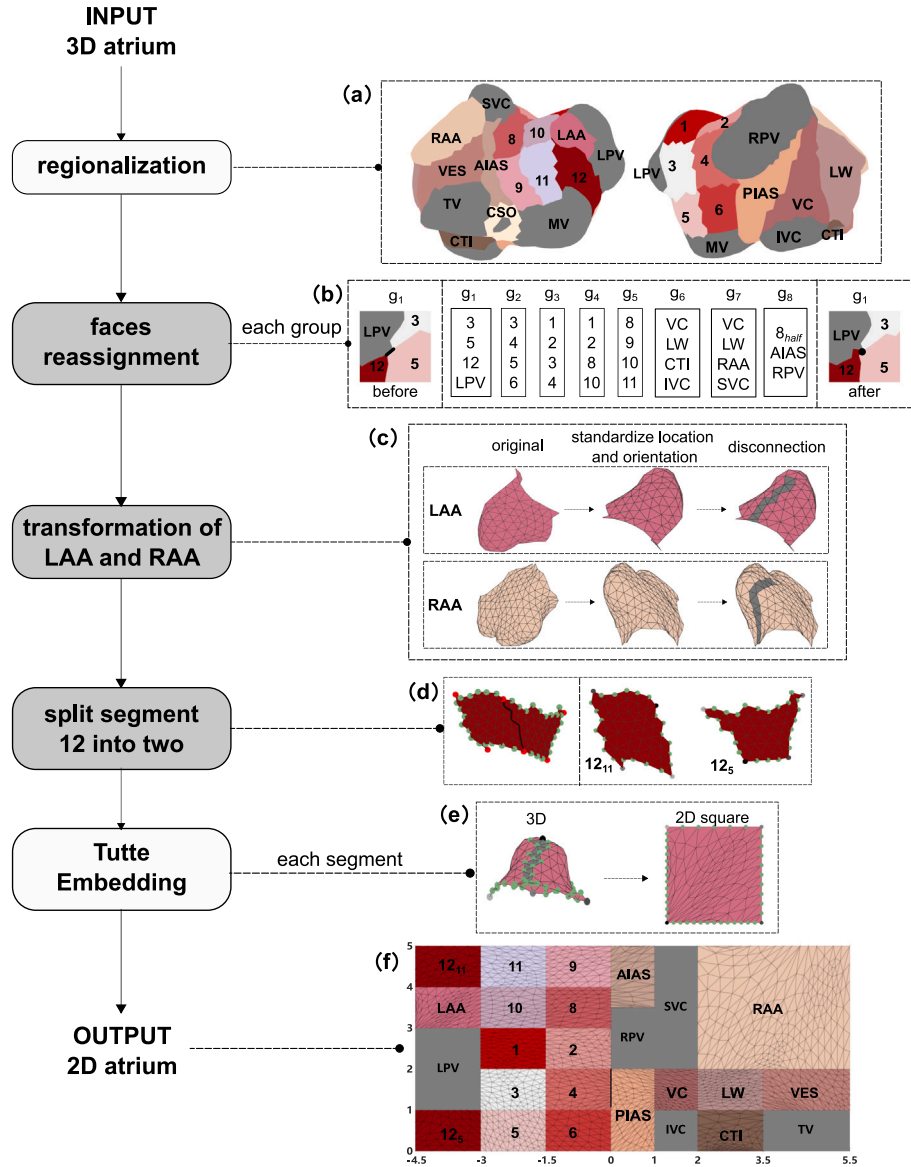 INPUT
3D atrium
(a)
SVC
RAA
8
10
LAA
LPV
VES
AIAS
9
11
12
TV
CSO
MV
CTI
1
2
RPV
LPV
3
4
LW
PIAS
5
6
VC
MV
IVC
CTI
regionalization
(b)
faces
reassignment
each group
g1
LPV
3
12
5
before
g1 g2 g3 g4 g5 g6 g7 g8
3 3 1 1 8 VC VC 8half
5 4 2 2 9 LW LW AIAS
12 5 3 8 10 CTI RAA RPV
LPV 6 4 10 11 IVC SVC
g1
LPV
3
12
5
after
(c)
original
standardize location
and orientation
disconnection
LAA
RAA
transformation of
LAA and RAA
(d)
split segment
12 into two
12₁₁
12₅
(e)
3D
2D square
Tutte
Embedding
each segment
(f)
OUTPUT
2D atrium
5
4
3
2
1
0
12₁₁ 11 9 AIAS SVC RAA
LAA 10 8
LPV 1 2 RPV
3 4 PIAS VC LW VES
12₅ 5 6 IVC CTI TV
-4.5 -3 -1.5 0 1 2 3.5 5.5